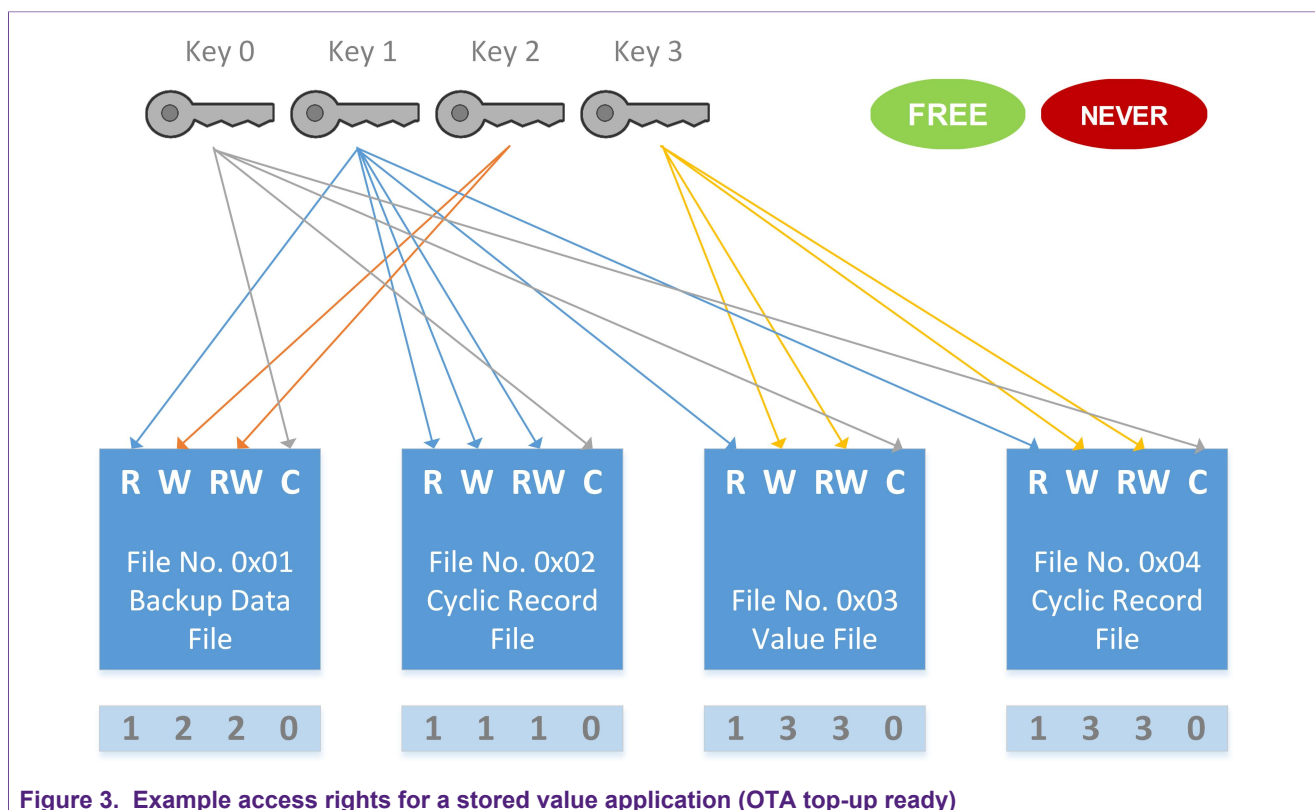 Key 0 Key 1 Key 2 Key 3
FREE NEVER
R W RW C R W RW C R W RW C R W RW C
File No. 0x01
Backup Data
File
File No. 0x02
Cyclic Record
File
File No. 0x03
Value File
File No. 0x04
Cyclic Record
File
1 2 2 0 1 1 1 0 1 3 3 0 1 3 3 0
Figure 3. Example access rights for a stored value application (OTA top-up ready)